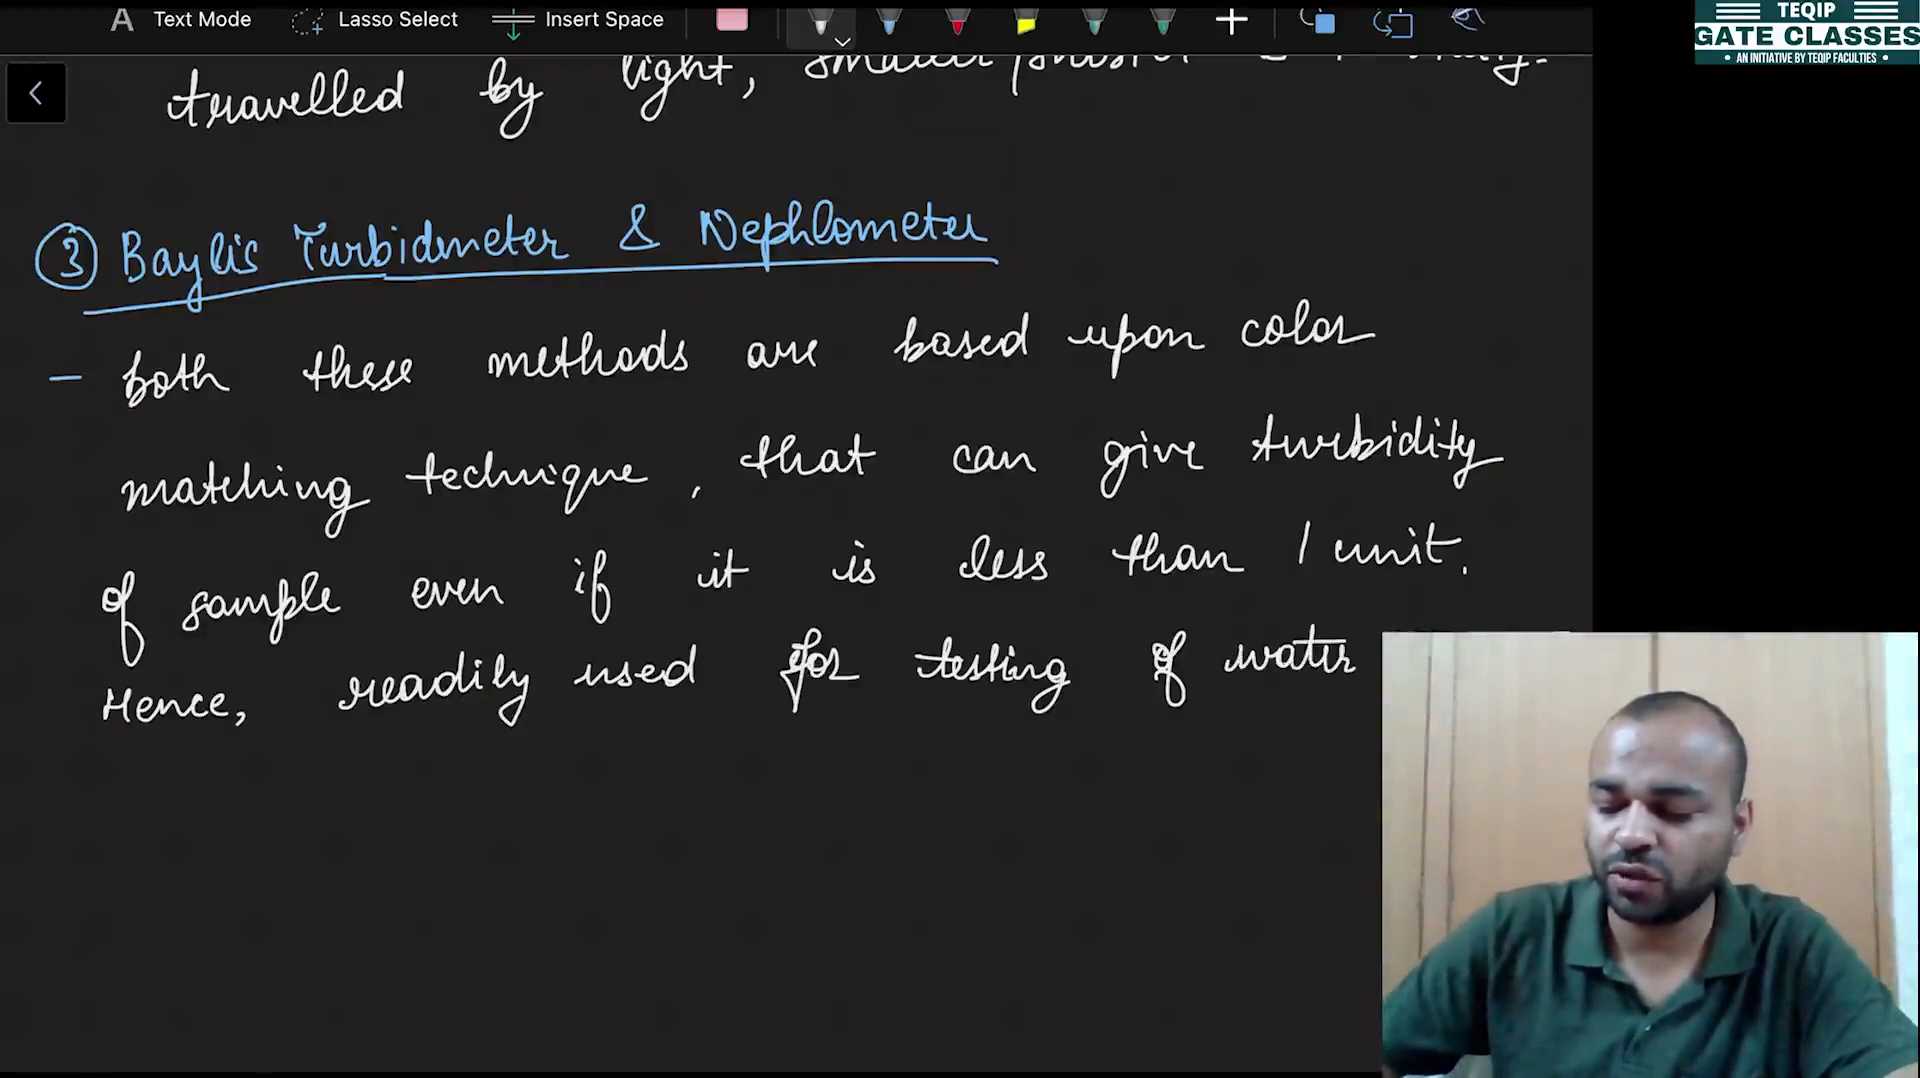 Text Mode Lasso Select Insert Space
TEQIP
GATE CLASSES
• AN INITIATIVE BY TEQIP FACULTIES •
travelled by light,
③ Baylis Turbidmeter & Nephlometer
- both these methods are based upon color
matching technique, that can give turbidity
of sample even if it is less than 1 unit.
Hence, readily used for testing of water